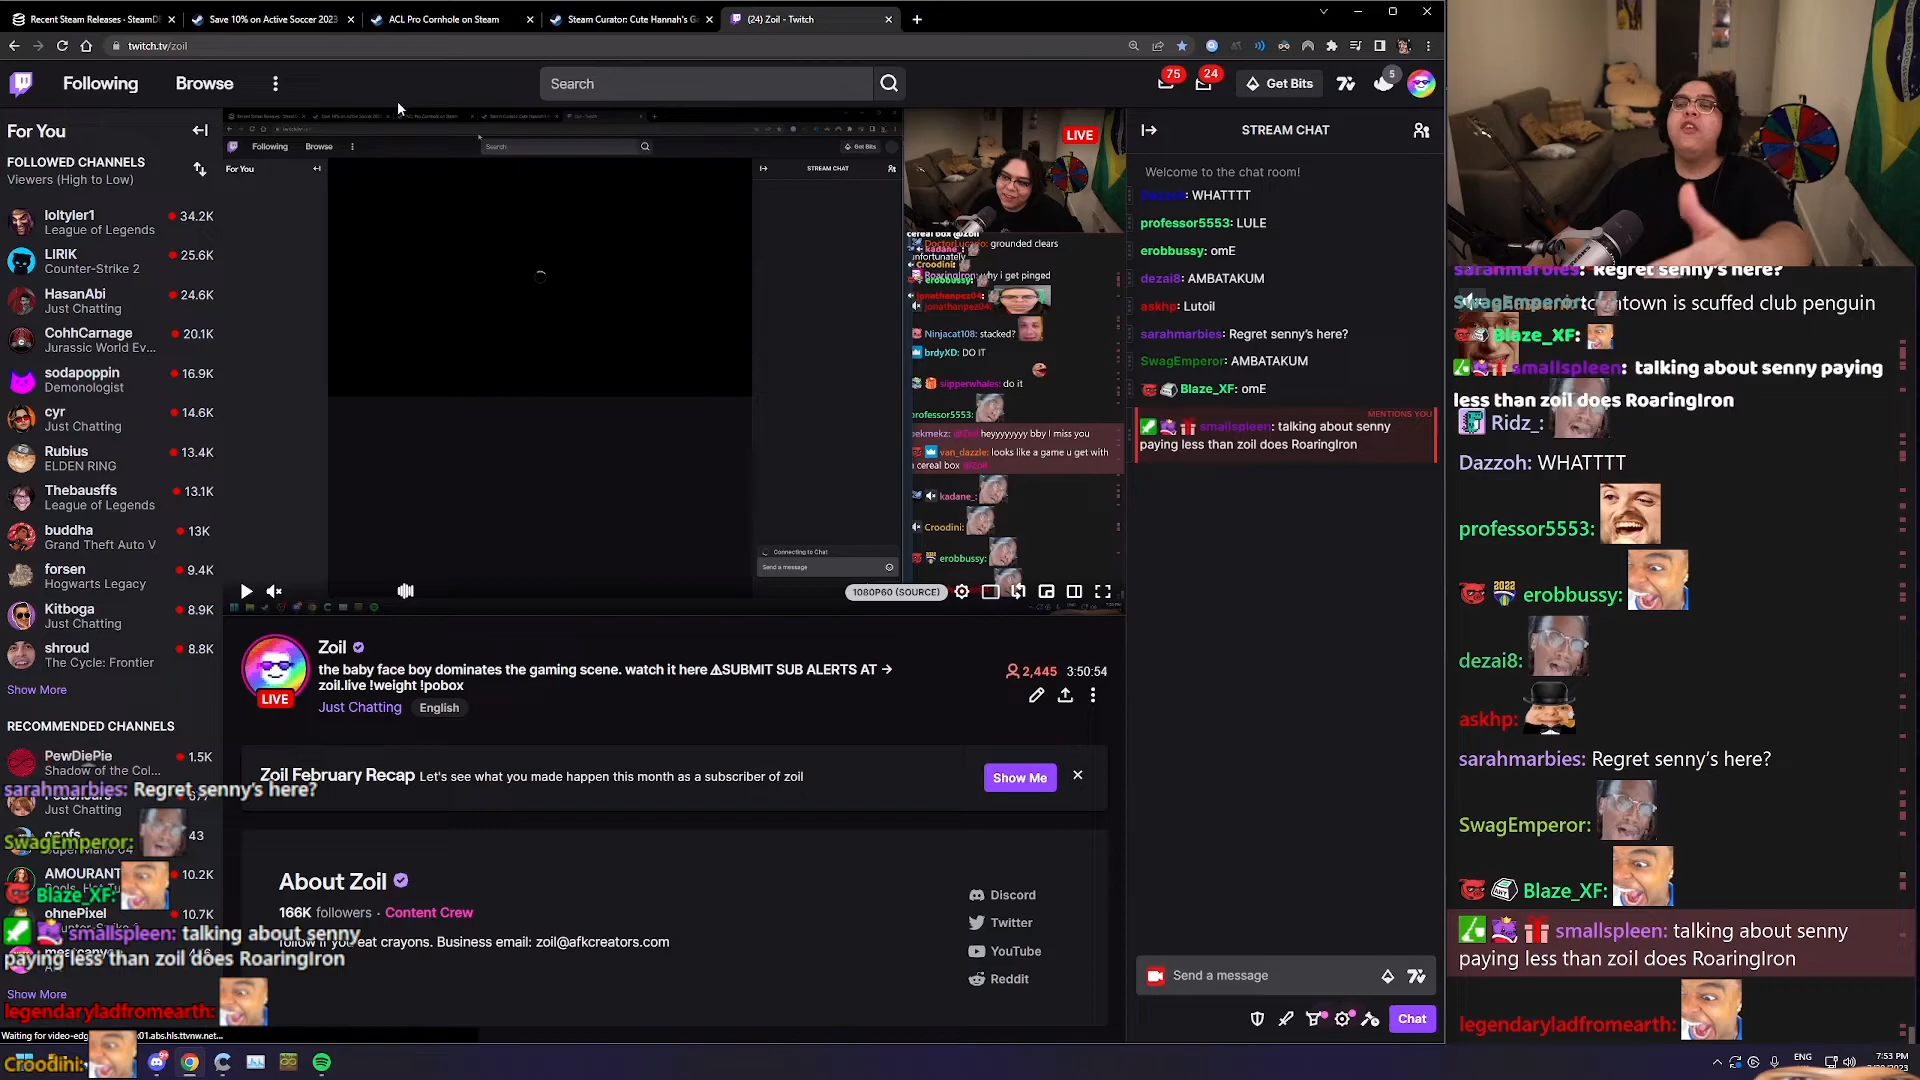 Recent Steam Releases · SteamDB
Save 10% on Active Soccer 2023
ACL Pro Cornhole on Steam
Steam Curator: Cute Hannah's Ga
(24) Zoil - Twitch
twitch.tv/zoil
Following
Browse
Search
75
24
Get Bits
5
For You
FOLLOWED CHANNELS
Viewers (High to Low)
loltyler1
34.2K
League of Legends
LIRIK
25.6K
Counter-Strike 2
HasanAbi
24.6K
Just Chatting
CohhCarnage
20.1K
Jurassic World Ev...
sodapoppin
16.9K
Demonologist
cyr
14.6K
Just Chatting
Rubius
13.4K
ELDEN RING
Thebausffs
13.1K
League of Legends
buddha
13K
Grand Theft Auto V
forsen
9.4K
Hogwarts Legacy
Kitboga
8.9K
Just Chatting
shroud
8.8K
The Cycle: Frontier
Show More
RECOMMENDED CHANNELS
PewDiePie
1.5K
Shadow of the Col...
Just Chatting
43
AMOURANT
10.2K
ohnePixel
10.7K
Show More
sarahmarbies: Regret senny's here?
SwagEmperor:
Blaze_XF:
smallspleen: talking about senny
paying less than zoil does RoaringIron
legendaryladfromearth:
Croodini:
Following
Browse
Search
Get Bits
For You
STREAM CHAT
Connecting to Chat
Send a message
LIVE
cereal box @Zoil
DoctorLucario: grounded clears
unfortunately
kadane_:
Croodini:
RoaringIron: why i get pinged
erobbussy:
jonathanpez04:
jonathanpez04:
Ninjacat108: stacked?
brdyXD: DO IT
slipperwhales: do it
professor5553:
bekmekz: @Zoil heyyyyyyyy bby I miss you
van_dazzle: looks like a game u get with
a cereal box @zoil
kadane_:
Croodini:
erobbussy:
1080P60 (SOURCE)
Zoil
the baby face boy dominates the gaming scene. watch it here ⚠SUBMIT SUB ALERTS AT →
zoil.live !weight !pobox
LIVE
Just Chatting
English
2,445
3:50:54
Zoil February Recap Let's see what you made happen this month as a subscriber of zoil
Show Me
About Zoil
166K followers · Content Crew
follow if you eat crayons. Business email: zoil@afkcreators.com
Discord
Twitter
YouTube
Reddit
STREAM CHAT
Welcome to the chat room!
Dazzoh: WHATTTT
professor5553: LULE
erobbussy: omE
dezai8: AMBATAKUM
askhp: Lutoil
sarahmarbies: Regret senny's here?
SwagEmperor: AMBATAKUM
Blaze_XF: omE
MENTIONS YOU
smallspleen: talking about senny
paying less than zoil does RoaringIron
Send a message
Chat
sarahmarbies: Regret senny's here?
SwagEmperor:
town is scuffed club penguin
Blaze_XF:
smallspleen: talking about senny paying
less than zoil does RoaringIron
Ridz_:
Dazzoh: WHATTTT
professor5553:
2022 erobbussy:
dezai8:
askhp:
sarahmarbies: Regret senny's here?
SwagEmperor:
Blaze_XF:
smallspleen: talking about senny
paying less than zoil does RoaringIron
legendaryladfromearth:
ENG
7:53 PM